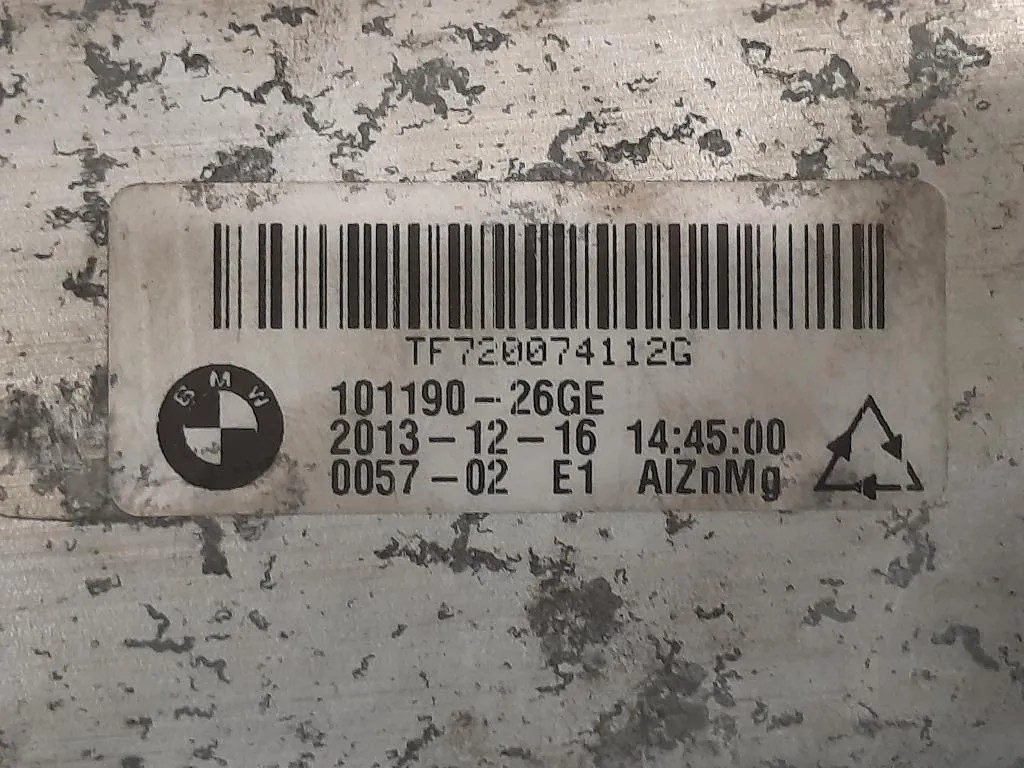 TF720074112G
101190-26GE
BMW
2013-12-16 14:45:00
0057-02 E1 AlZnMg